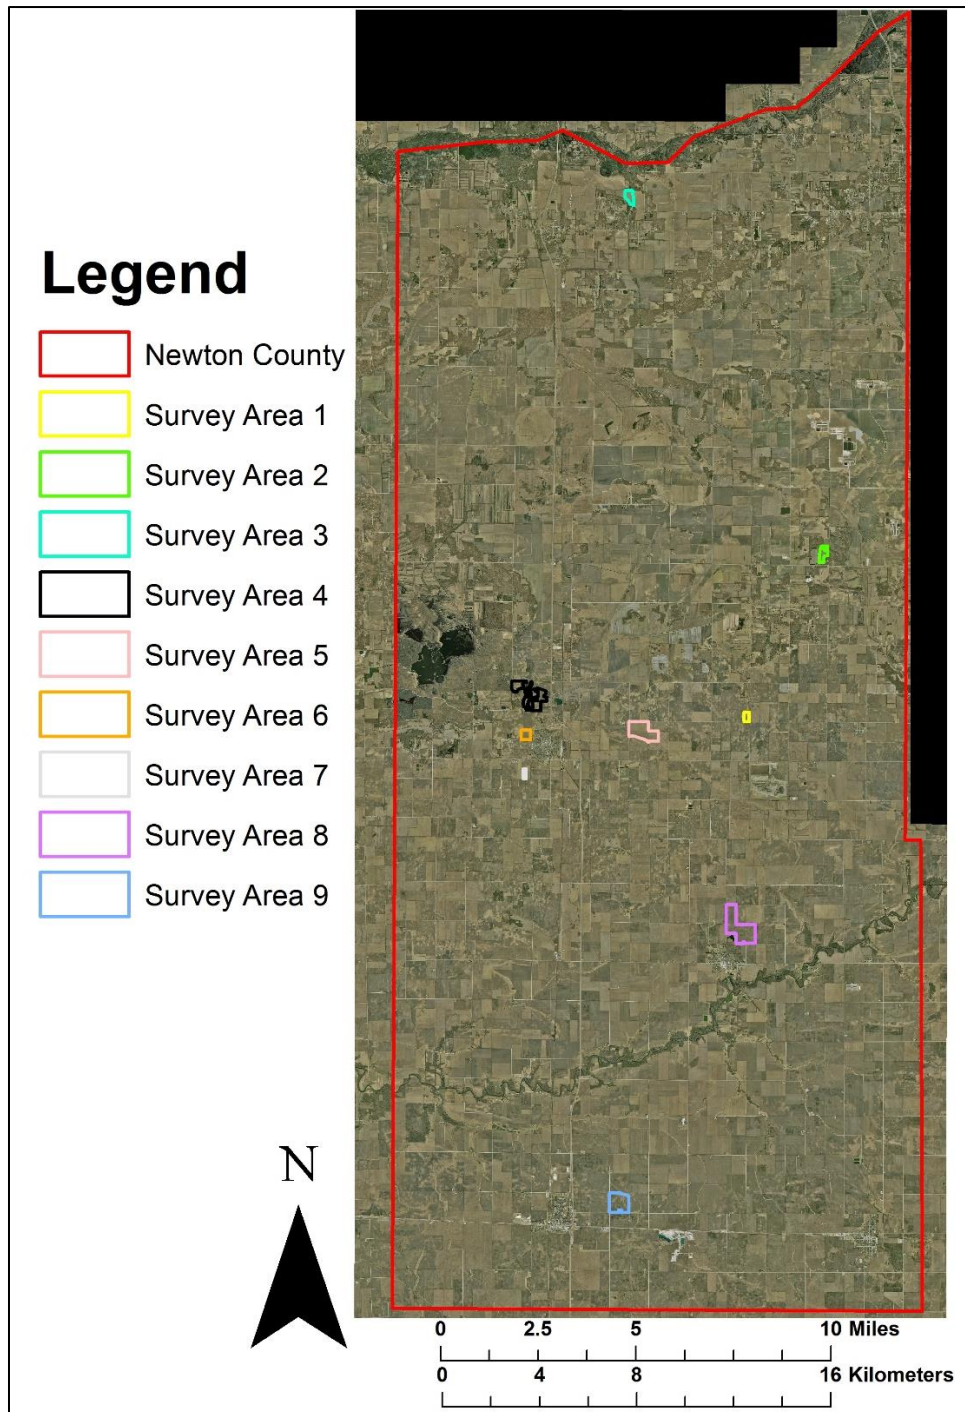 Legend
Newton County
Survey Area 1
Survey Area 2
Survey Area 3
Survey Area 4
Survey Area 5
Survey Area 6
Survey Area 7
Survey Area 8
Survey Area 9
N
0 2.5 5 10 Miles
0 4 8 16 Kilometers